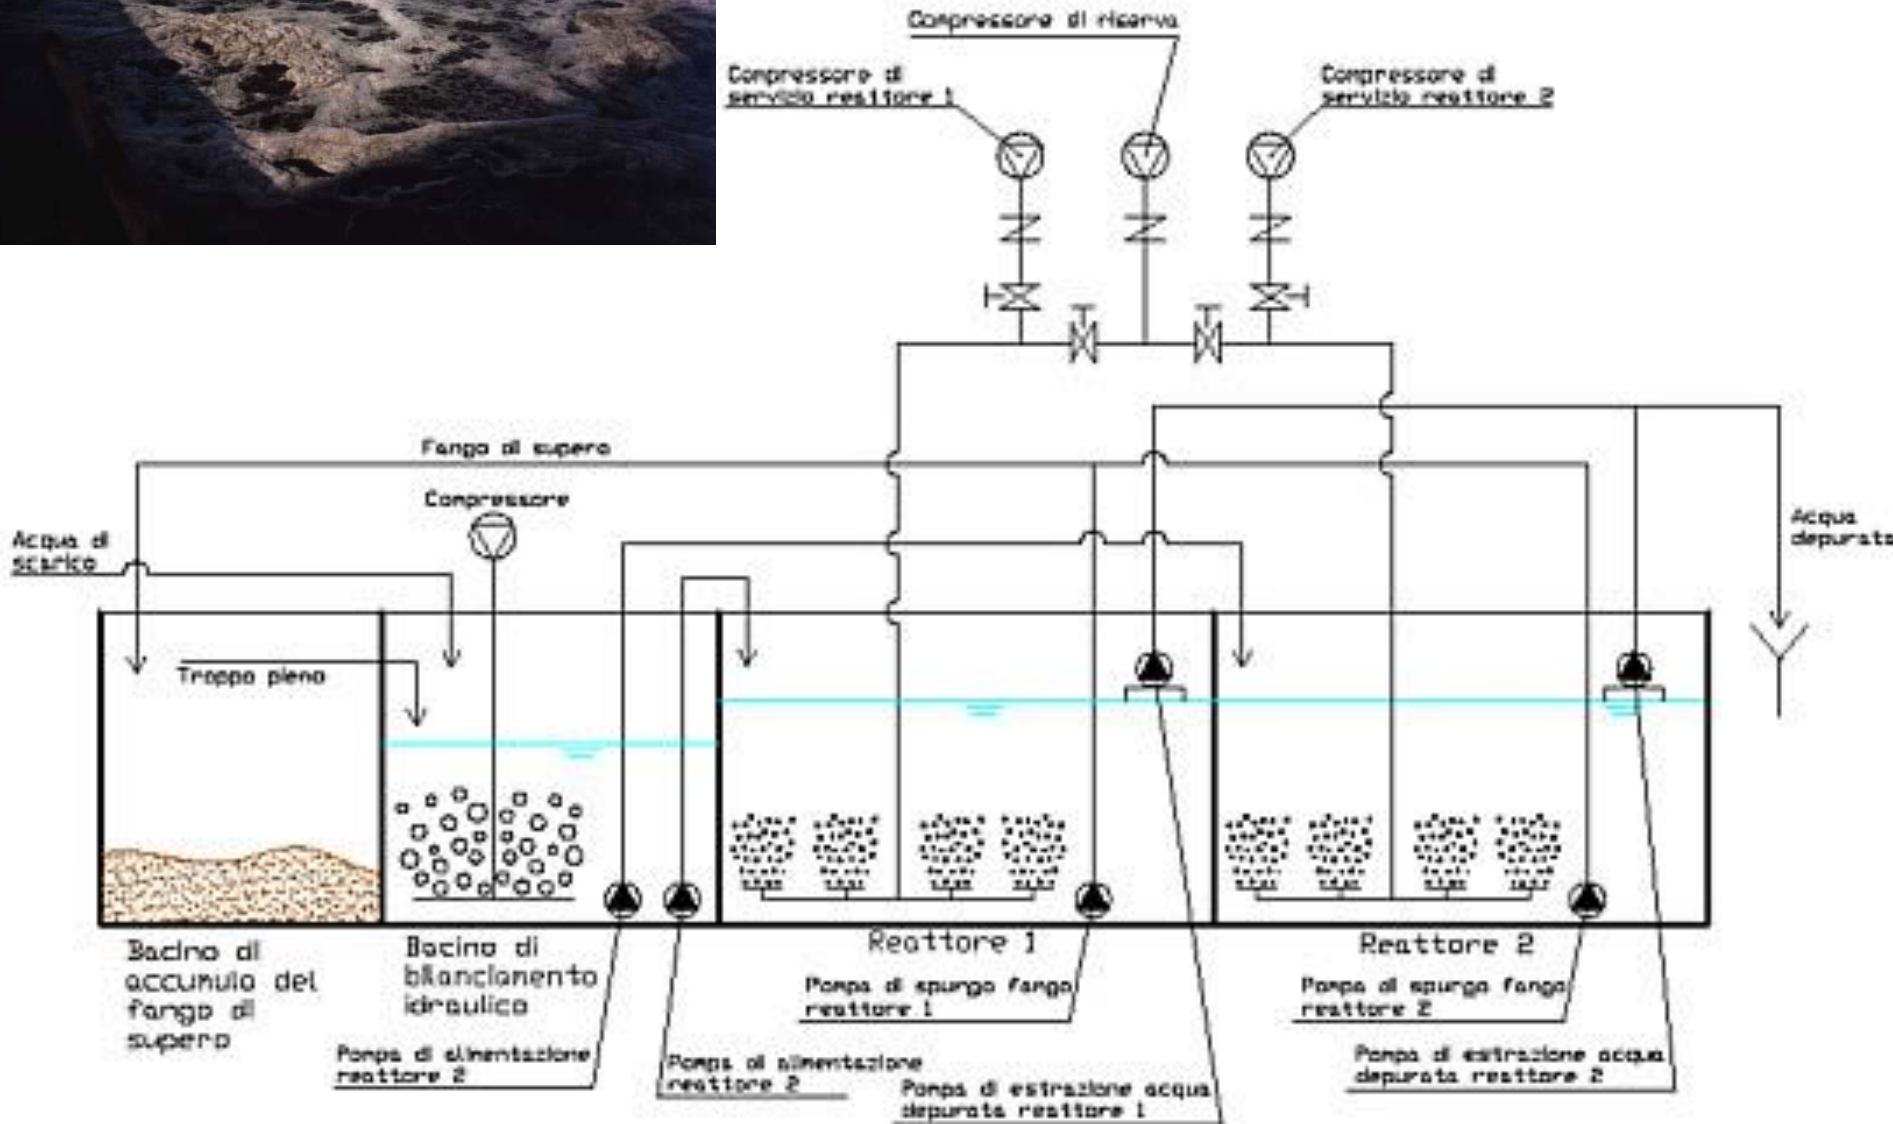 Compressore di riserva
Compressore di
servizio reattore 1
Compressore di
servizio reattore 2
Fango di supero
Compressore
Acqua di
scarico
Acqua
depurata
Troppo pieno
Bacino di
accumulo del
fango di
supero
Bacino di
bilanciamento
idraulico
Reattore 1
Reattore 2
Pompa di spurgo fango
reattore 1
Pompa di spurgo fango
reattore 2
Pompa di alimentazione
reattore 2
Pompa di alimentazione
reattore 2
Pompa di estrazione acqua
depurata reattore 1
Pompa di estrazione acqua
depurata reattore 2